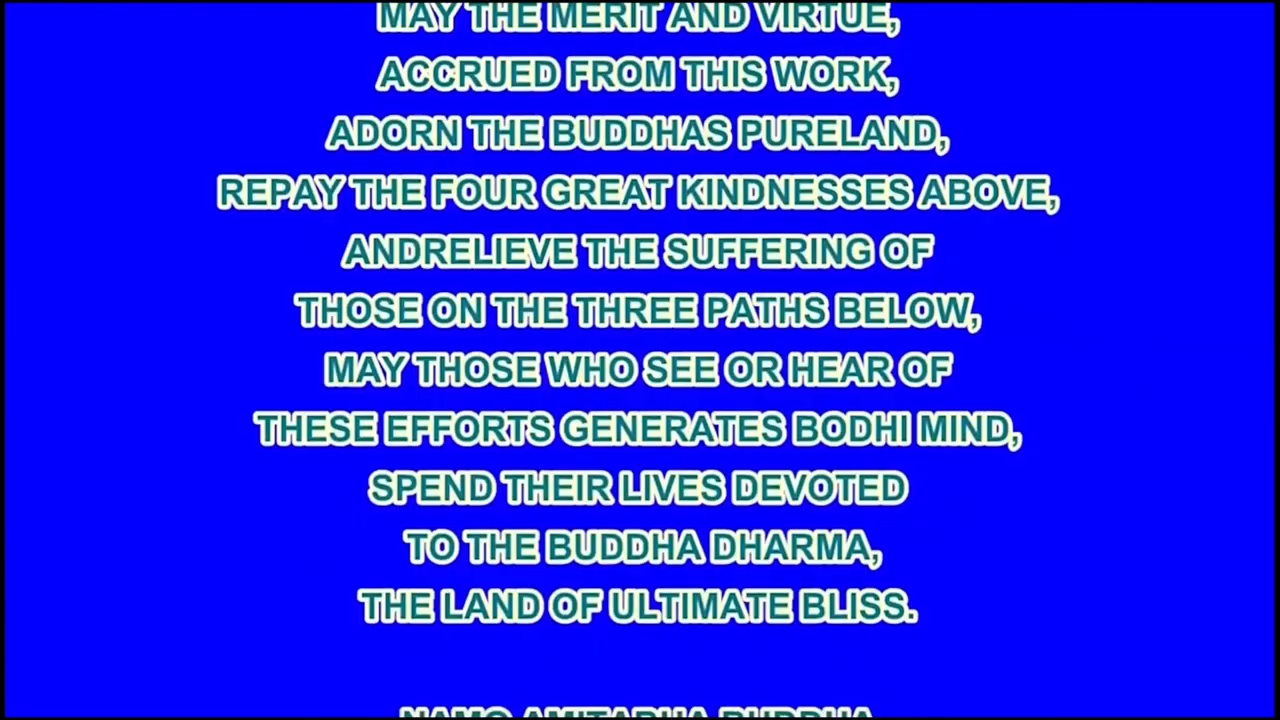 MAY THE MERIT AND VIRTUE,
ACCRUED FROM THIS WORK,
ADORN THE BUDDHAS PURELAND,
REPAY THE FOUR GREAT KINDNESSES ABOVE,
ANDRELIEVE THE SUFFERING OF
THOSE ON THE THREE PATHS BELOW,
MAY THOSE WHO SEE OR HEAR OF
THESE EFFORTS GENERATES BODHI MIND,
SPEND THEIR LIVES DEVOTED
TO THE BUDDHA DHARMA,
THE LAND OF ULTIMATE BLISS.
NAMO AMITABHA BUDDHA